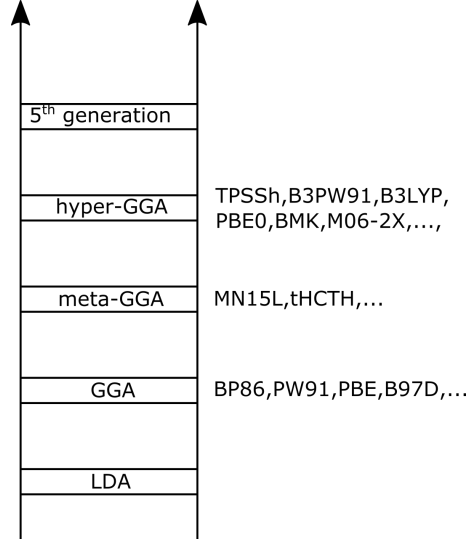 5th generation
hyper-GGA
TPSSh,B3PW91,B3LYP,
PBE0,BMK,M06-2X,...,
meta-GGA
MN15L,tHCTH,...
GGA
BP86,PW91,PBE,B97D,...
LDA